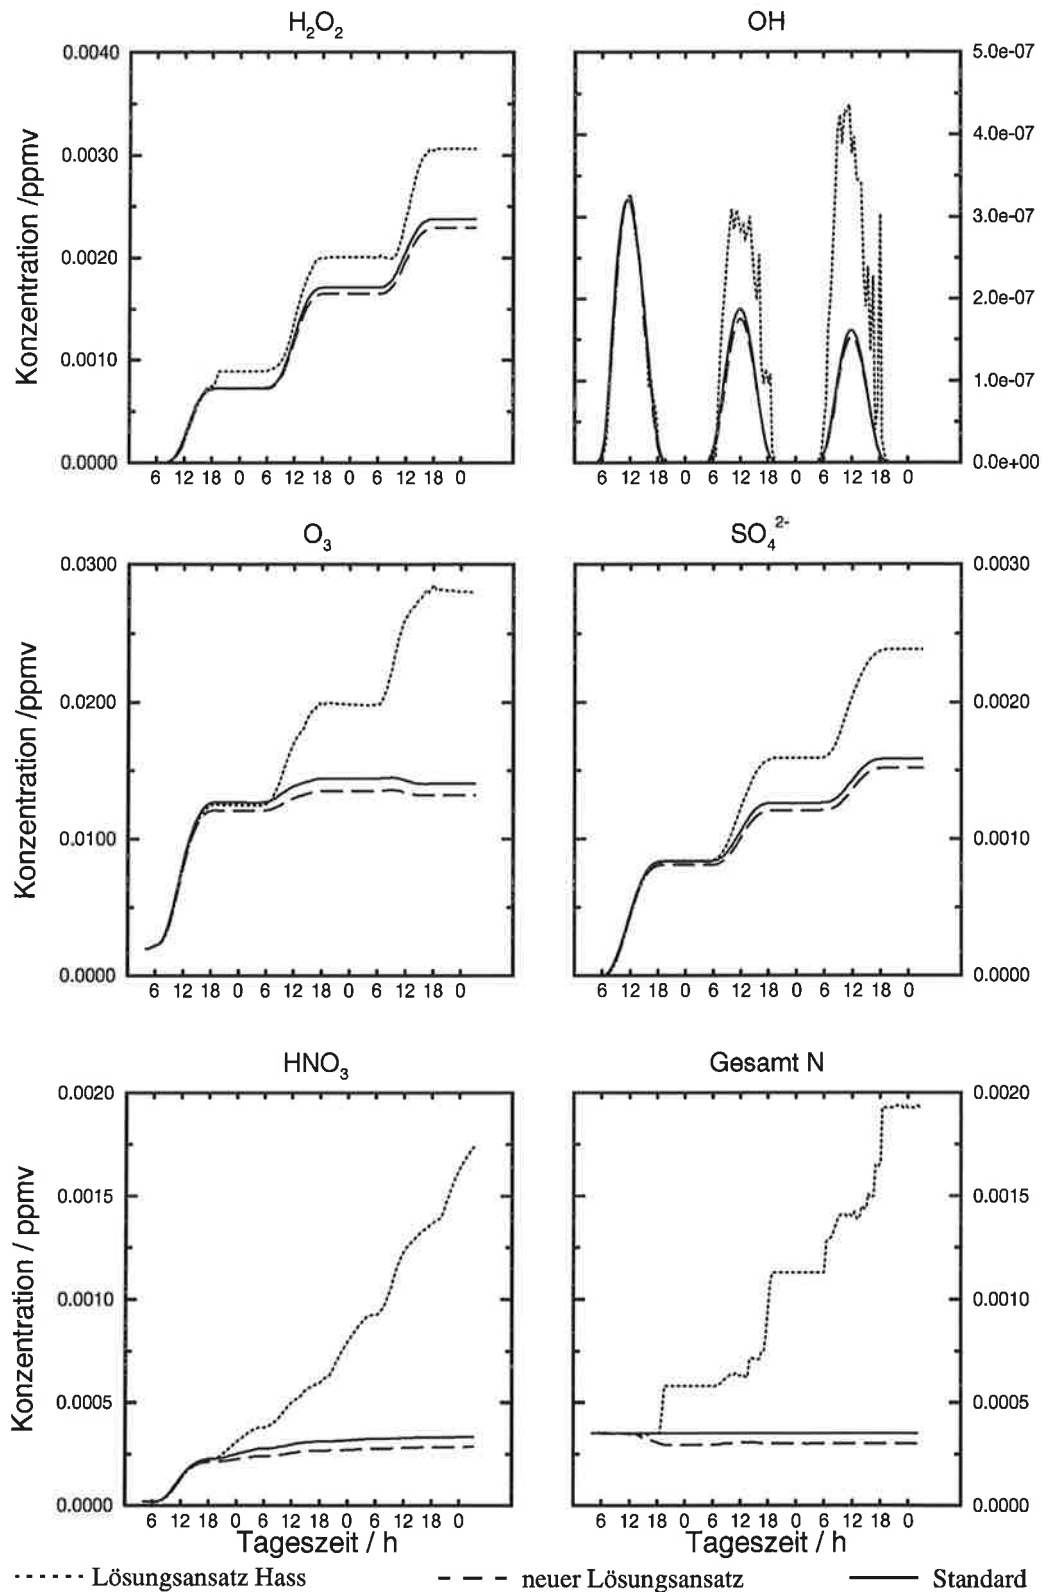 H₂O₂
OH
Konzentration /ppmv
0.0040
0.0030
0.0020
0.0010
0.0000
6 12 18 0 6 12 18 0 6 12 18 0
5.0e-07
4.0e-07
3.0e-07
2.0e-07
1.0e-07
0.0e+00
6 12 18 0 6 12 18 0 6 12 18 0
O₃
SO₄²⁻
Konzentration /ppmv
0.0300
0.0200
0.0100
0.0000
6 12 18 0 6 12 18 0 6 12 18 0
0.0030
0.0020
0.0010
0.0000
6 12 18 0 6 12 18 0 6 12 18 0
HNO₃
Gesamt N
Konzentration / ppmv
0.0020
0.0015
0.0010
0.0005
0.0000
6 12 18 0 6 12 18 0 6 12 18 0
Tageszeit / h
0.0020
0.0015
0.0010
0.0005
0.0000
6 12 18 0 6 12 18 0 6 12 18 0
Tageszeit / h
Lösungsansatz Hass
neuer Lösungsansatz
Standard